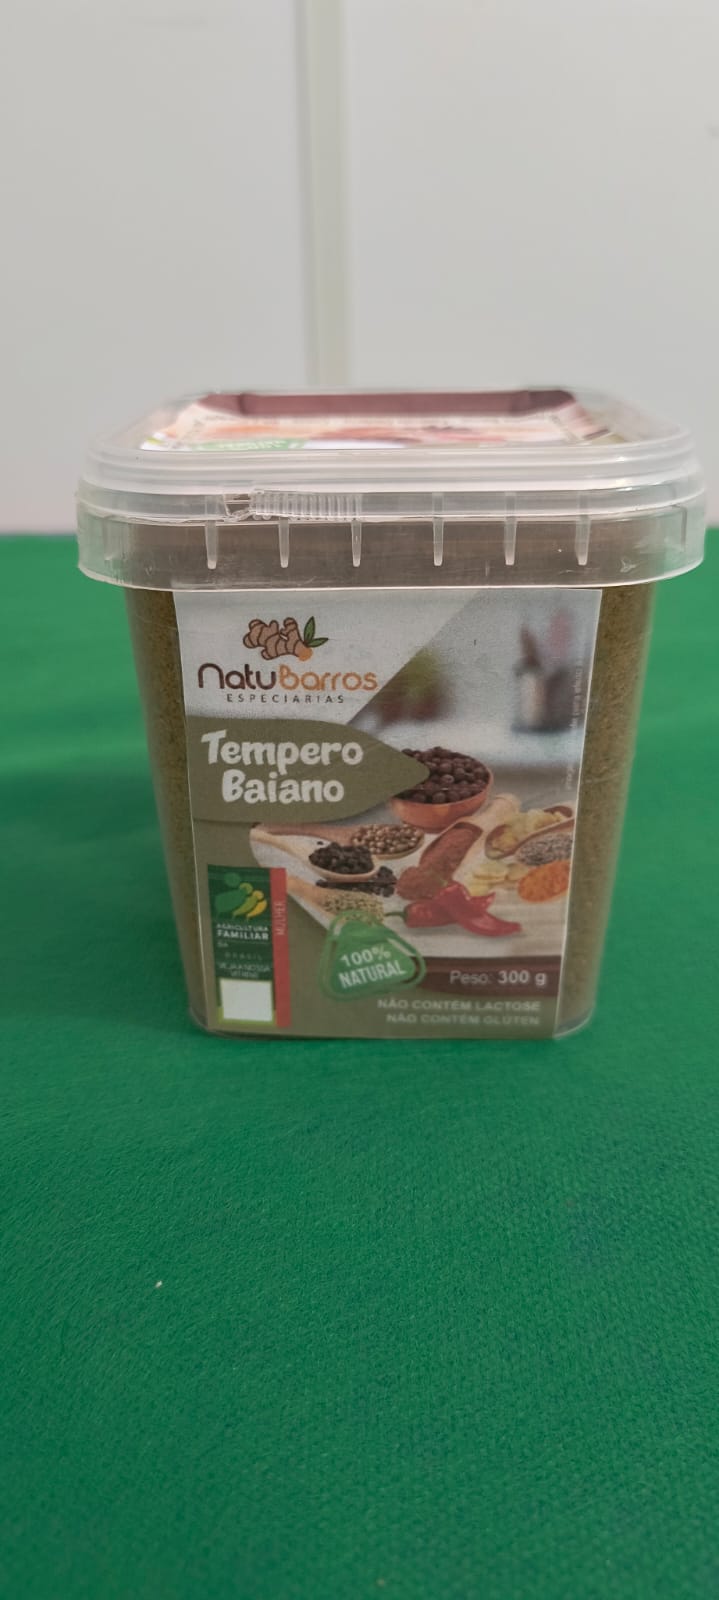 NatuBarros
ESPECIARIAS
Tempero
Baiano
AGRICULTURA
FAMILIAR
BRASIL
MULHER
100%
NATURAL
Peso: 300 g
NÃO CONTÉM LACTOSE
NÃO CONTÉM GLÚTEN